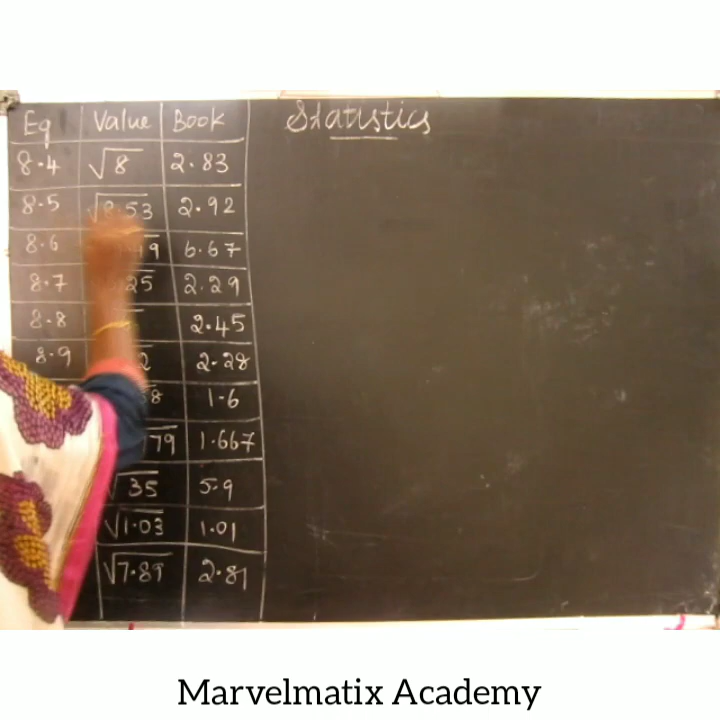 Eq Value Book Statistics
8.4 √8 2.83
8.5 √8.53 2.92
8.6 6.67
8.7 2.29
8.8 2.45
8.9 2.28
1.6
1.667
√35 5.9
√1.03 1.01
√7.89 2.81
Marvelmatix Academy